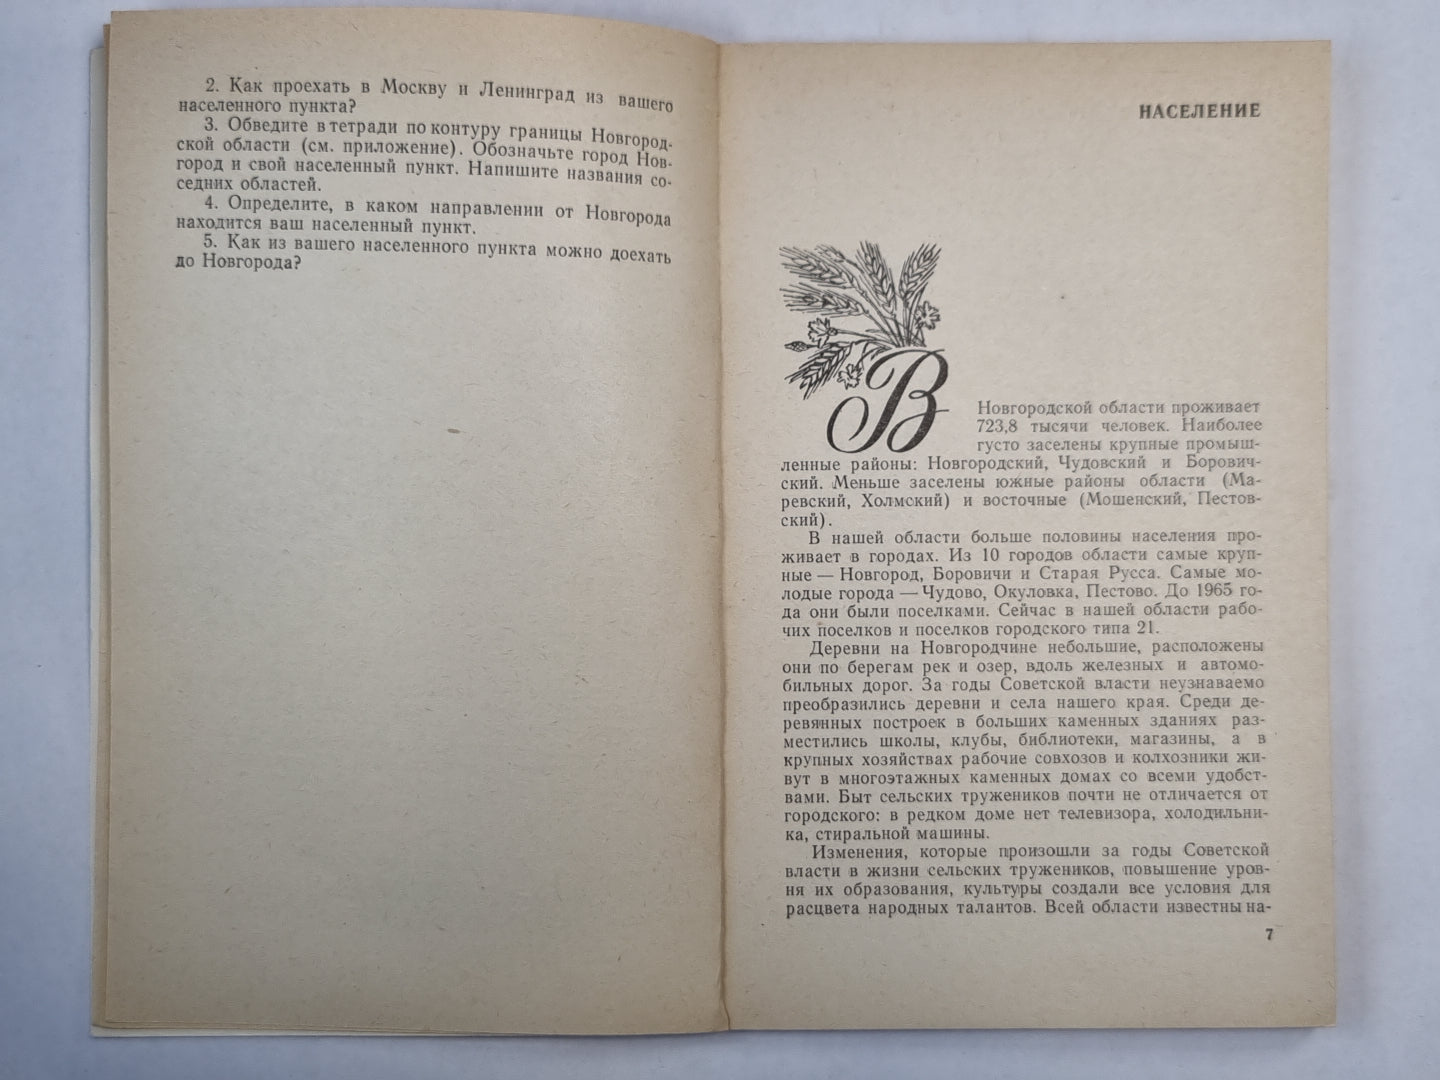 2. Как проехать в Москву и Ленинград из вашего
населенного пункта?
3. Обведите в тетради по контуру границы Новгород-
ской области (см. приложение). Обозначьте город Нов-
город и свой населенный пункт. Напишите названия со-
седних областей.
4. Определите, в каком направлении от Новгорода
находится ваш населенный пункт.
5. Как из вашего населенного пункта можно доехать
до Новгорода?
НАСЕЛЕНИЕ
В Новгородской области проживает
723,8 тысячи человек. Наиболее
густо заселены крупные промыш-
ленные районы: Новгородский, Чудовский и Борович-
ский. Меньше заселены южные районы области (Ма-
ревский, Холмский) и восточные (Мошенский, Пестов-
ский).
В нашей области больше половины населения про-
живает в городах. Из 10 городов области самые круп-
ные — Новгород, Боровичи и Старая Русса. Самые мо-
лодые города — Чудово, Окуловка, Пестово. До 1965 го-
да они были поселками. Сейчас в нашей области рабо-
чих поселков и поселков городского типа 21.
Деревни на Новгородчине небольшие, расположены
они по берегам рек и озер, вдоль железных и автомо-
бильных дорог. За годы Советской власти неузнаваемо
преобразились деревни и села нашего края. Среди де-
ревянных построек в больших каменных зданиях раз-
местились школы, клубы, библиотеки, магазины, а в
крупных хозяйствах рабочие совхозов и колхозники жи-
вут в многоэтажных каменных домах со всеми удобст-
вами. Быт сельских тружеников почти не отличается от
городского: в редком доме нет телевизора, холодильни-
ка, стиральной машины.
Изменения, которые произошли за годы Советской
власти в жизни сельских тружеников, повышение уров-
ня их образования, культуры создали все условия для
расцвета народных талантов. Всей области известны на-
7